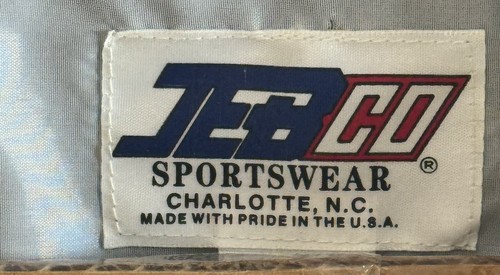 JEBCO®
SPORTSWEAR
CHARLOTTE, N.C.
MADE WITH PRIDE IN THE U.S.A.